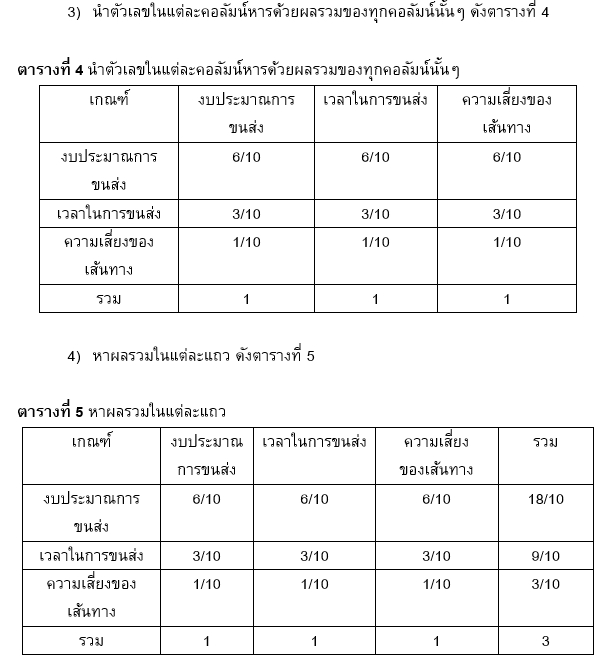 3) นำตัวเลขในแต่ละคอลัมน์หารด้วยผลรวมของทุกคอลัมน์นั้นๆ ดังตารางที่ 4
ตารางที่ 4 นำตัวเลขในแต่ละคอลัมน์หารด้วยผลรวมของทุกคอลัมน์นั้นๆ
เกณฑ์ งบประมาณการ เวลาในการขนส่ง ความเสี่ยงของ
ขนส่ง เส้นทาง
งบประมาณการ 6/10 6/10 6/10
ขนส่ง
เวลาในการขนส่ง 3/10 3/10 3/10
ความเสี่ยงของ 1/10 1/10 1/10
เส้นทาง
รวม 1 1 1
4) หาผลรวมในแต่ละแถว ดังตารางที่ 5
ตารางที่ 5 หาผลรวมในแต่ละแถว
เกณฑ์ งบประมาณ เวลาในการขนส่ง ความเสี่ยง รวม
การขนส่ง ของเส้นทาง
งบประมาณการ 6/10 6/10 6/10 18/10
ขนส่ง
เวลาในการขนส่ง 3/10 3/10 3/10 9/10
ความเสี่ยงของ 1/10 1/10 1/10 3/10
เส้นทาง
รวม 1 1 1 3